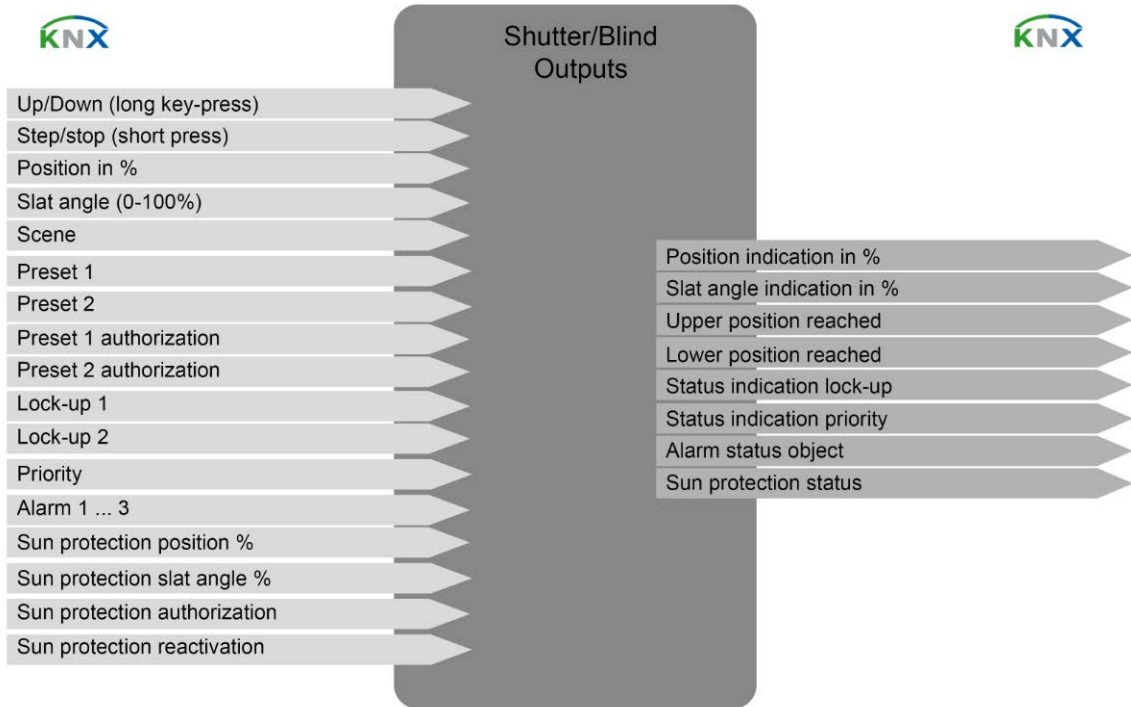 KNX
Shutter/Blind
Outputs
KNX
Up/Down (long key-press)
Step/stop (short press)
Position in %
Slat angle (0-100%)
Scene
Preset 1
Preset 2
Preset 1 authorization
Preset 2 authorization
Lock-up 1
Lock-up 2
Priority
Alarm 1 ... 3
Sun protection position %
Sun protection slat angle %
Sun protection authorization
Sun protection reactivation
Position indication in %
Slat angle indication in %
Upper position reached
Lower position reached
Status indication lock-up
Status indication priority
Alarm status object
Sun protection status